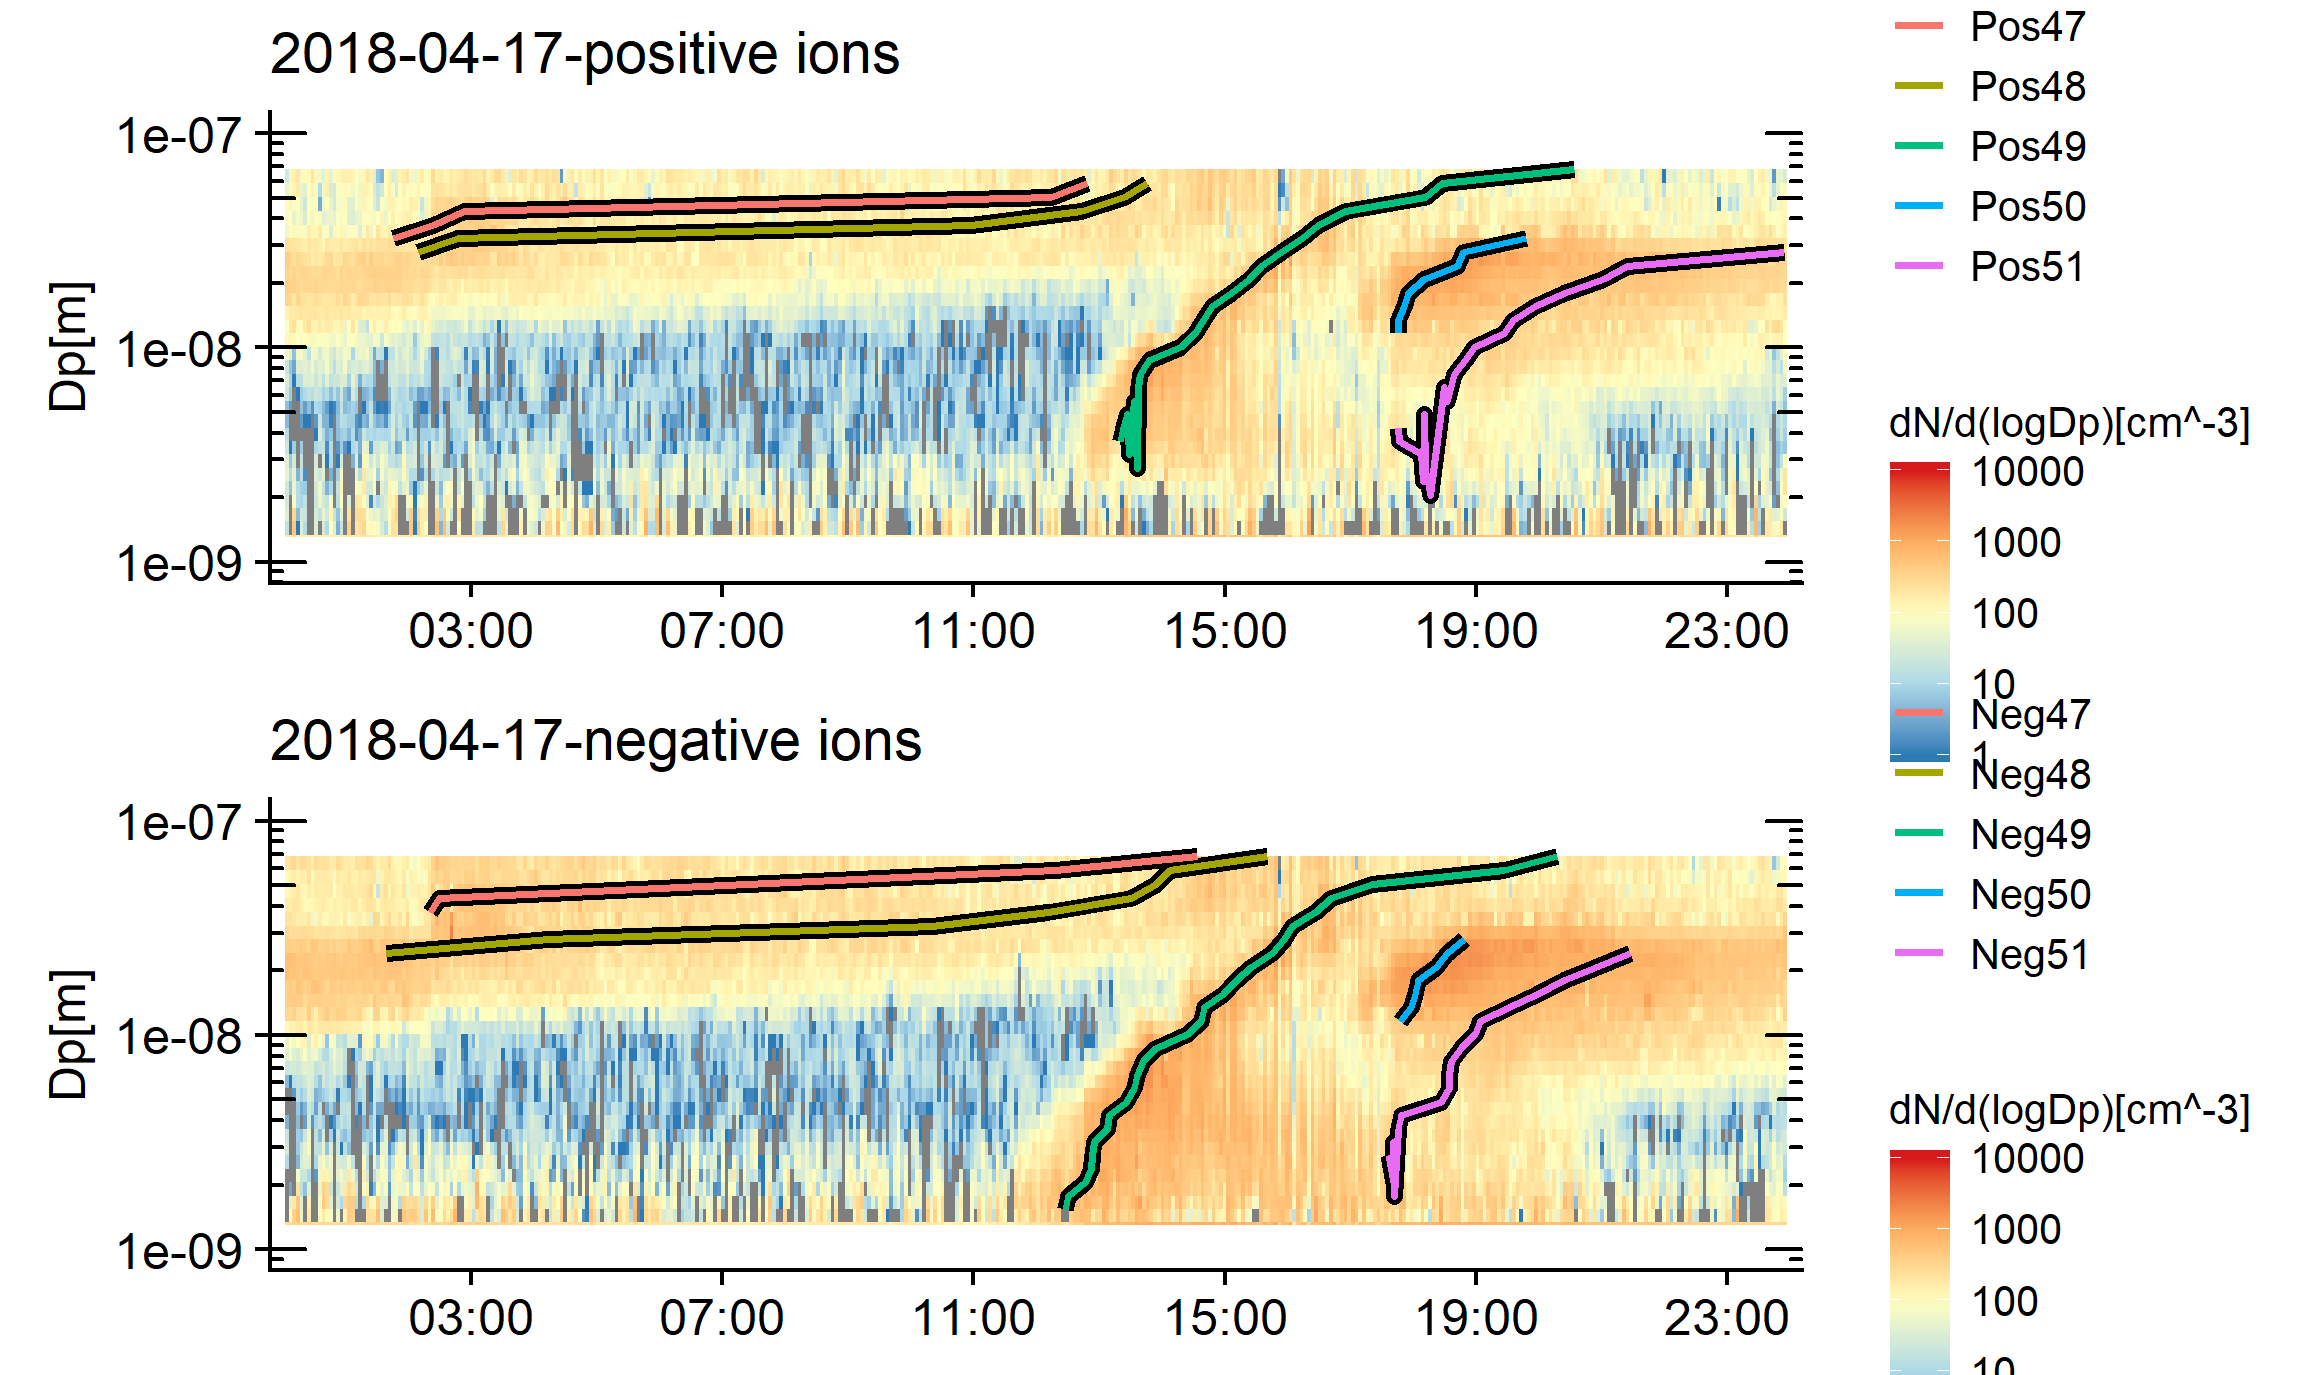 2018-04-17-positive ions
Dp[m]
1e-07
1e-08
1e-09
03:00 07:00 11:00 15:00 19:00 23:00
Pos47
Pos48
Pos49
Pos50
Pos51
dN/d(logDp)[cm^-3]
10000
1000
100
10
1
2018-04-17-negative ions
Dp[m]
1e-07
1e-08
1e-09
03:00 07:00 11:00 15:00 19:00 23:00
Neg47
Neg48
Neg49
Neg50
Neg51
dN/d(logDp)[cm^-3]
10000
1000
100
10